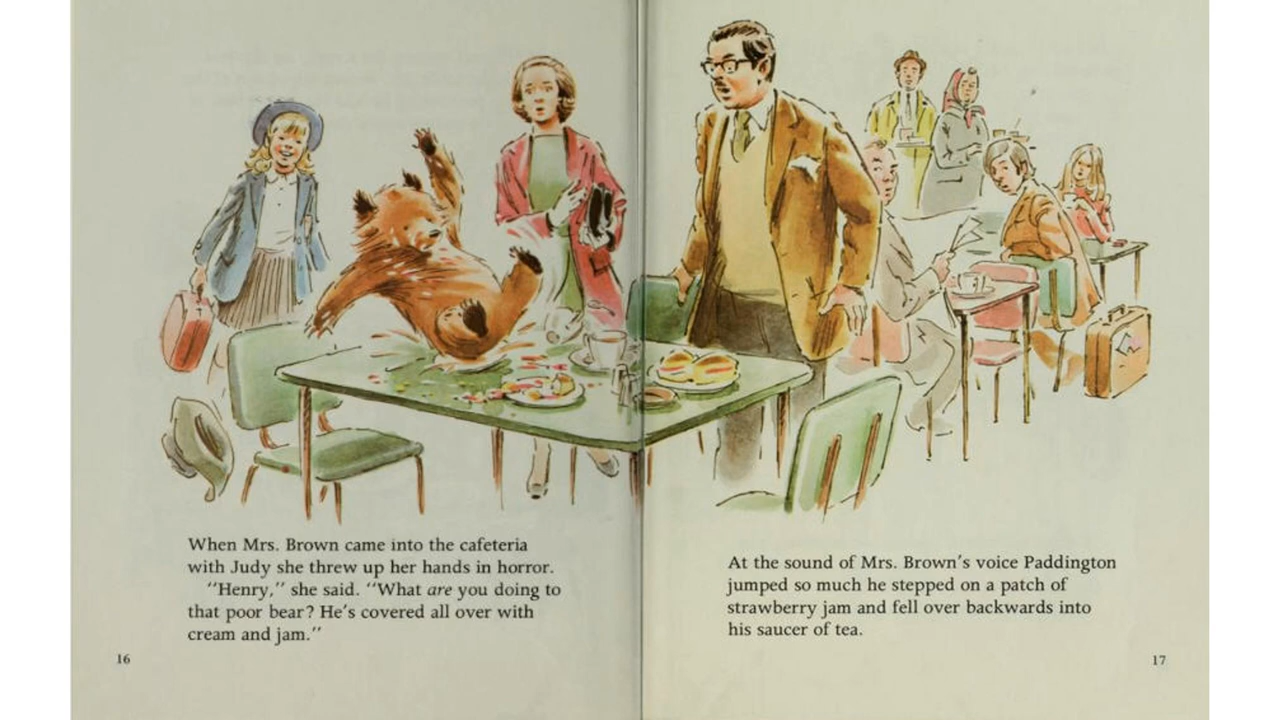 When Mrs. Brown came into the cafeteria
with Judy she threw up her hands in horror.
“Henry,” she said. “What are you doing to
that poor bear? He’s covered all over with
cream and jam.”
16
At the sound of Mrs. Brown’s voice Paddington
jumped so much he stepped on a patch of
strawberry jam and fell over backwards into
his saucer of tea.
17